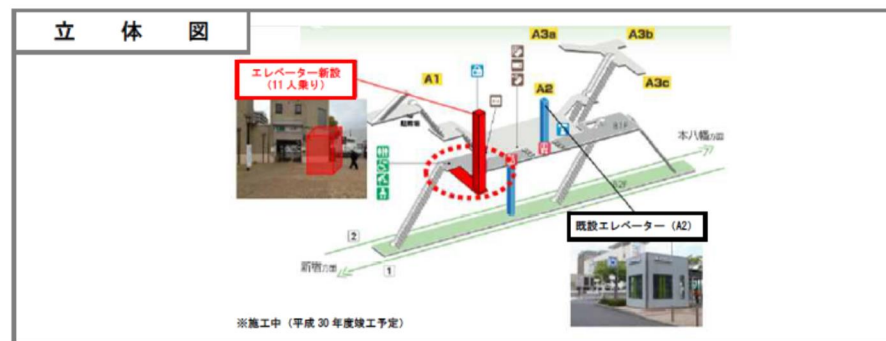 立体図
エレベーター新設
(11人乗り)
A1
A3a
A3b
A3c
A2
B1F
本八幡方面
B2F
既設エレベーター(A2)
2
新宿方面
1
※施工中(平成30年度竣工予定)